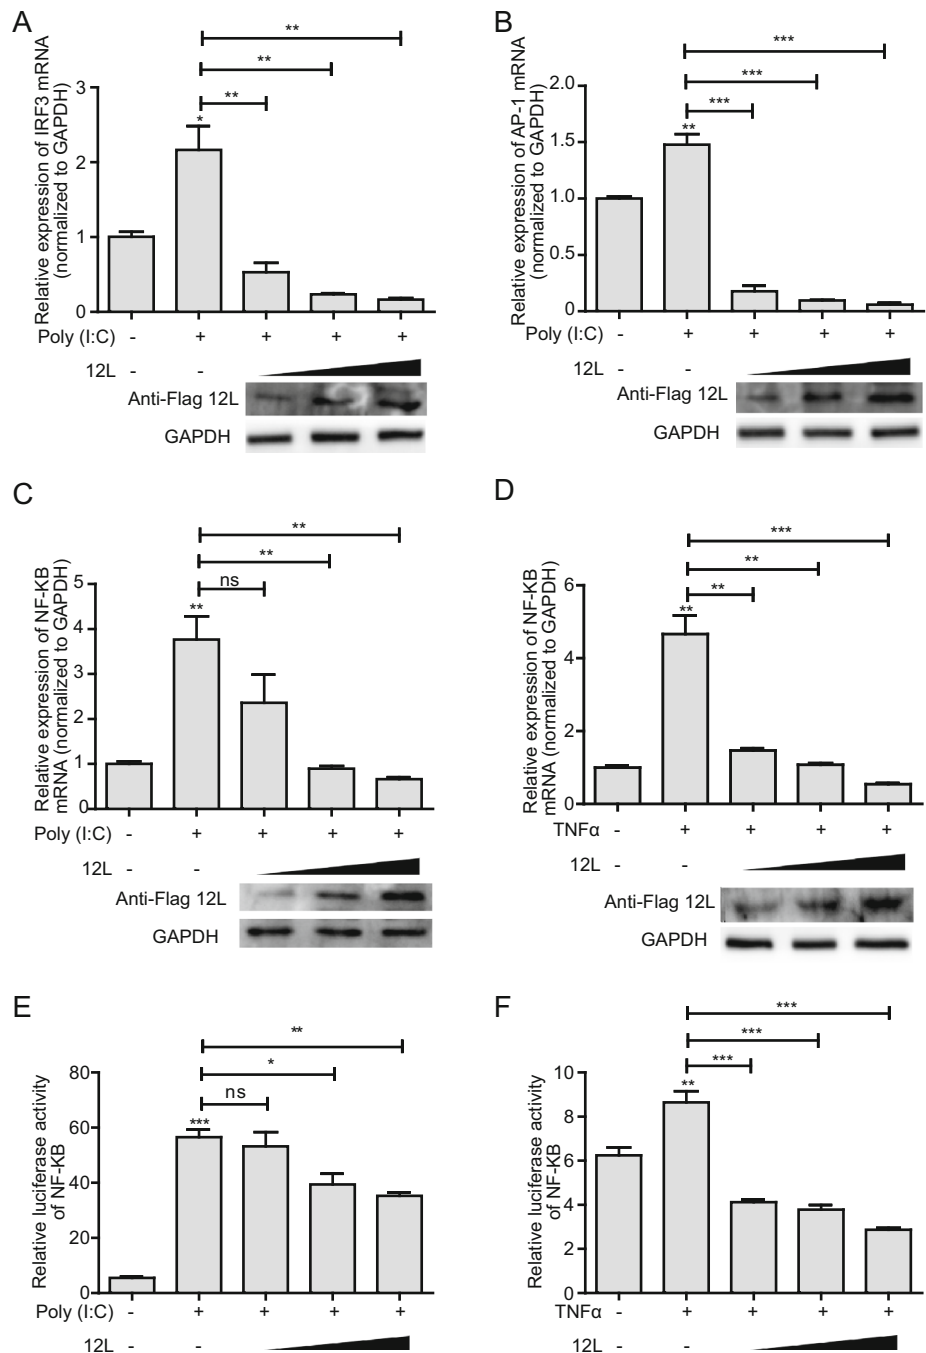 A
**
**
**
*
Relative expression of IRF3 mRNA
(normalized to GAPDH)
3
2
1
0
Poly (I:C) - + + + +
12L - -
Anti-Flag 12L
GAPDH
B
***
***
***
**
Relative expression of AP-1 mRNA
(normalized to GAPDH)
2.0
1.5
1.0
0.5
0
Poly (I:C) - + + + +
12L - -
Anti-Flag 12L
GAPDH
C
**
**
ns
**
Relative expression of NF-KB
mRNA (normalized to GAPDH)
5
4
3
2
1
0
Poly (I:C) - + + + +
12L - -
Anti-Flag 12L
GAPDH
D
***
**
**
**
Relative expression of NF-KB
mRNA (normalized to GAPDH)
6
4
2
0
TNFα - + + + +
12L - -
Anti-Flag 12L
GAPDH
E
**
*
ns
***
Relative luciferase activity
of NF-KB
80
60
40
20
0
Poly (I:C) - + + + +
12L - -
F
***
***
***
**
Relative luciferase activity
of NF-KB
10
8
6
4
2
0
TNFα - + + + +
12L - -